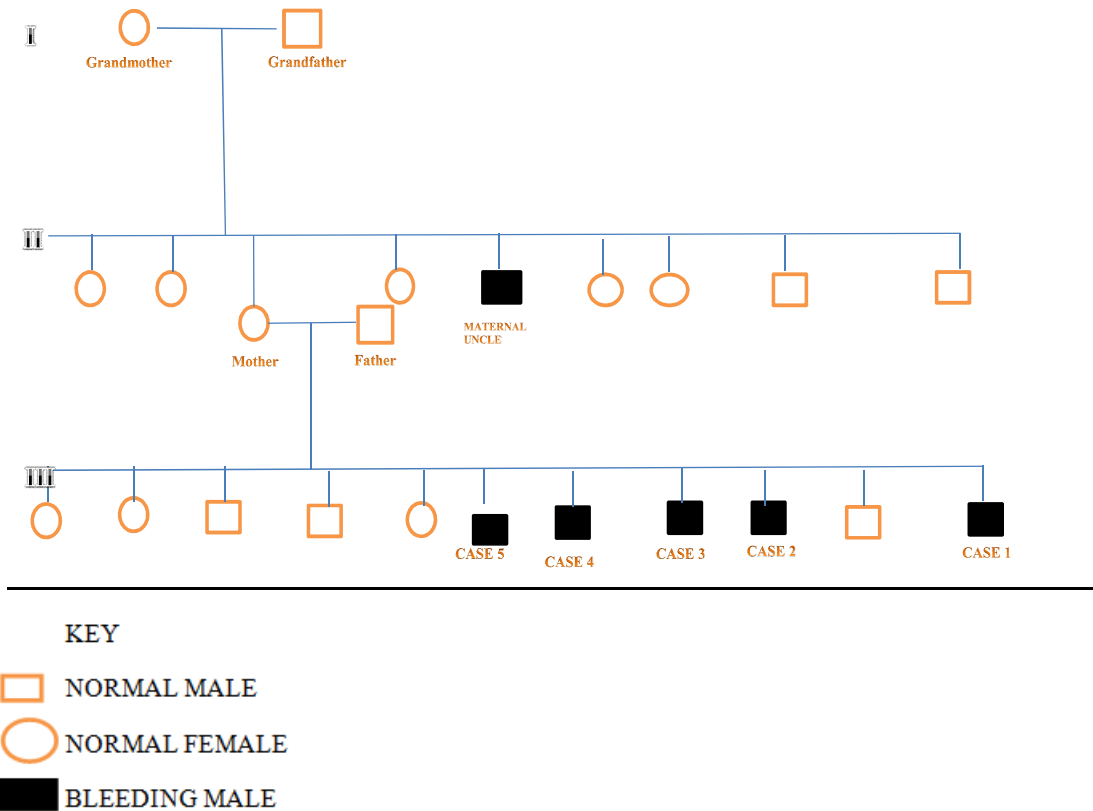 I
Grandmother
Grandfather
II
MATERNAL
UNCLE
Mother
Father
III
CASE 5
CASE 4
CASE 3
CASE 2
CASE 1
KEY
NORMAL MALE
NORMAL FEMALE
BLEEDING MALE